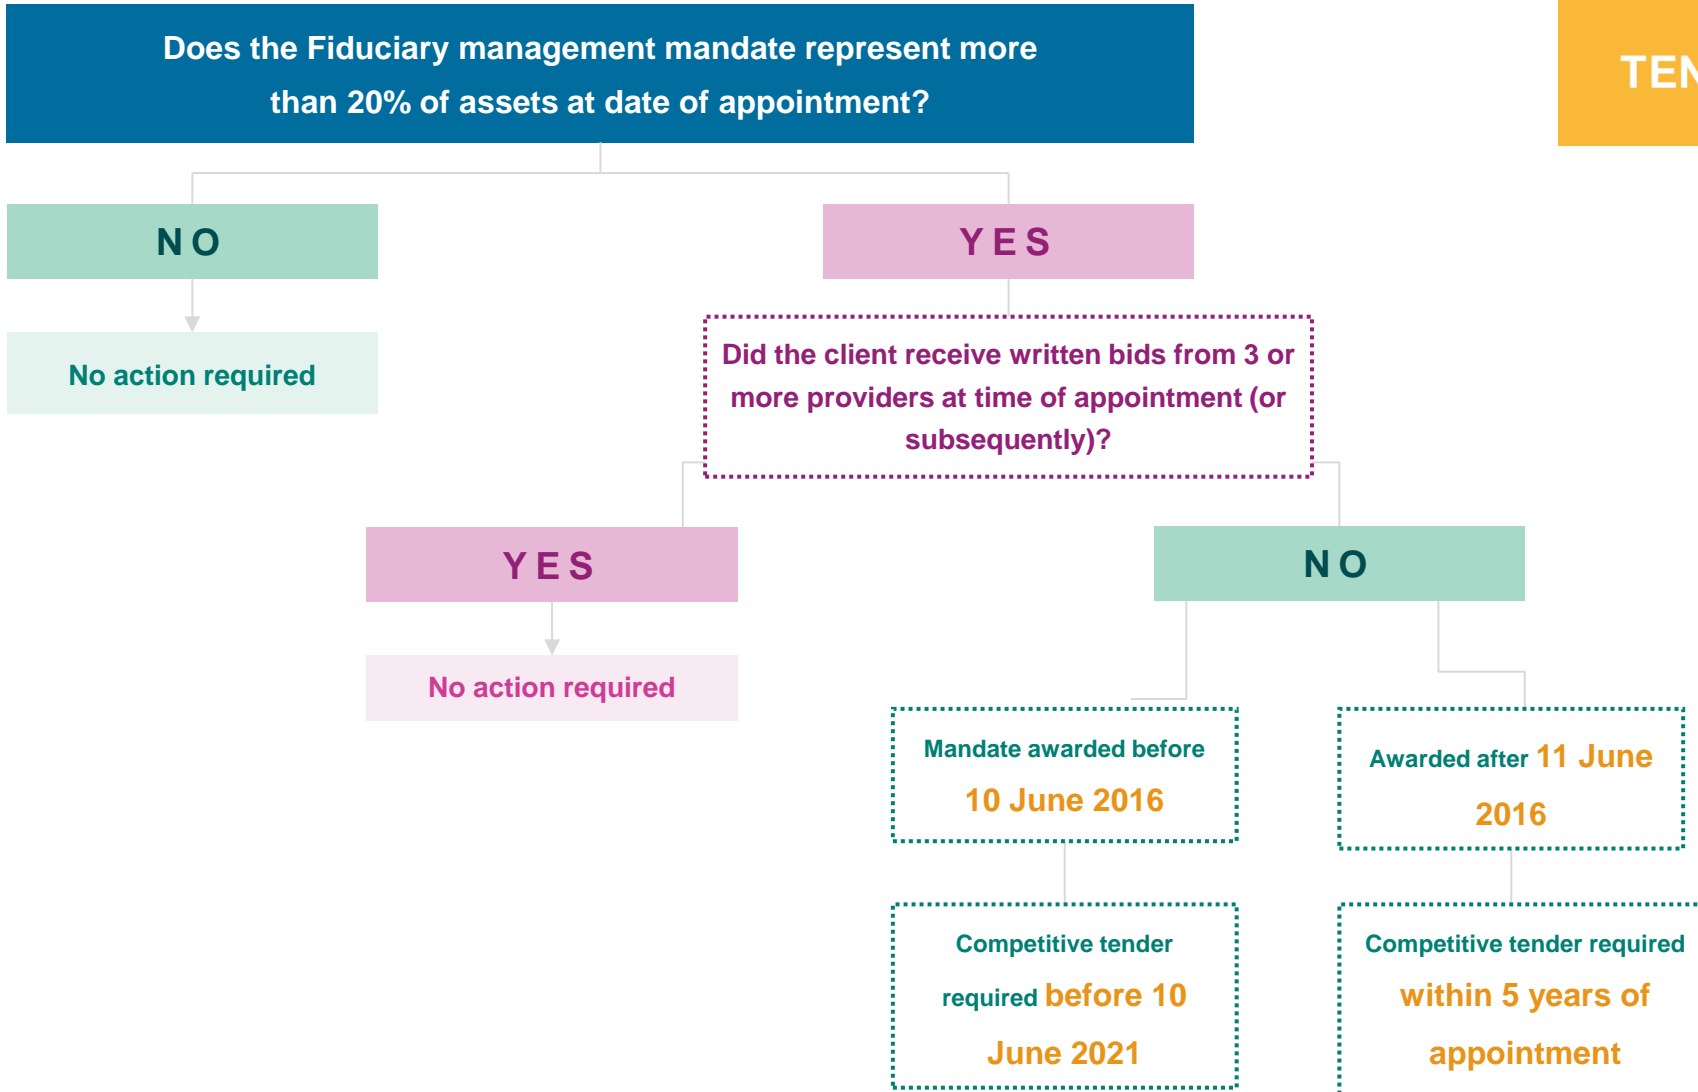 Does the Fiduciary management mandate represent more
than 20% of assets at date of appointment?
TEN
NO
YES
No action required
Did the client receive written bids from 3 or
more providers at time of appointment (or
subsequently)?
YES
NO
No action required
Mandate awarded before
10 June 2016
Awarded after 11 June
2016
Competitive tender
required before 10
June 2021
Competitive tender required
within 5 years of
appointment